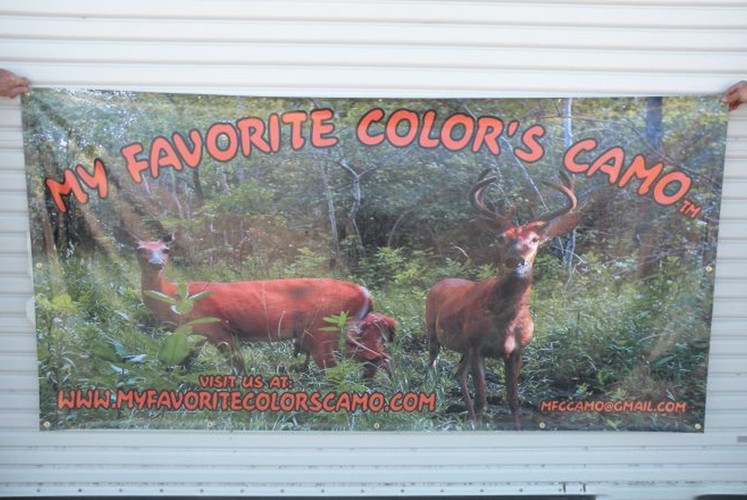 MY FAVORITE COLOR'S CAMO™
VISIT US AT:
WWW.MYFAVORITECOLORSCAMO.COM
MFCCAMO@GMAIL.COM